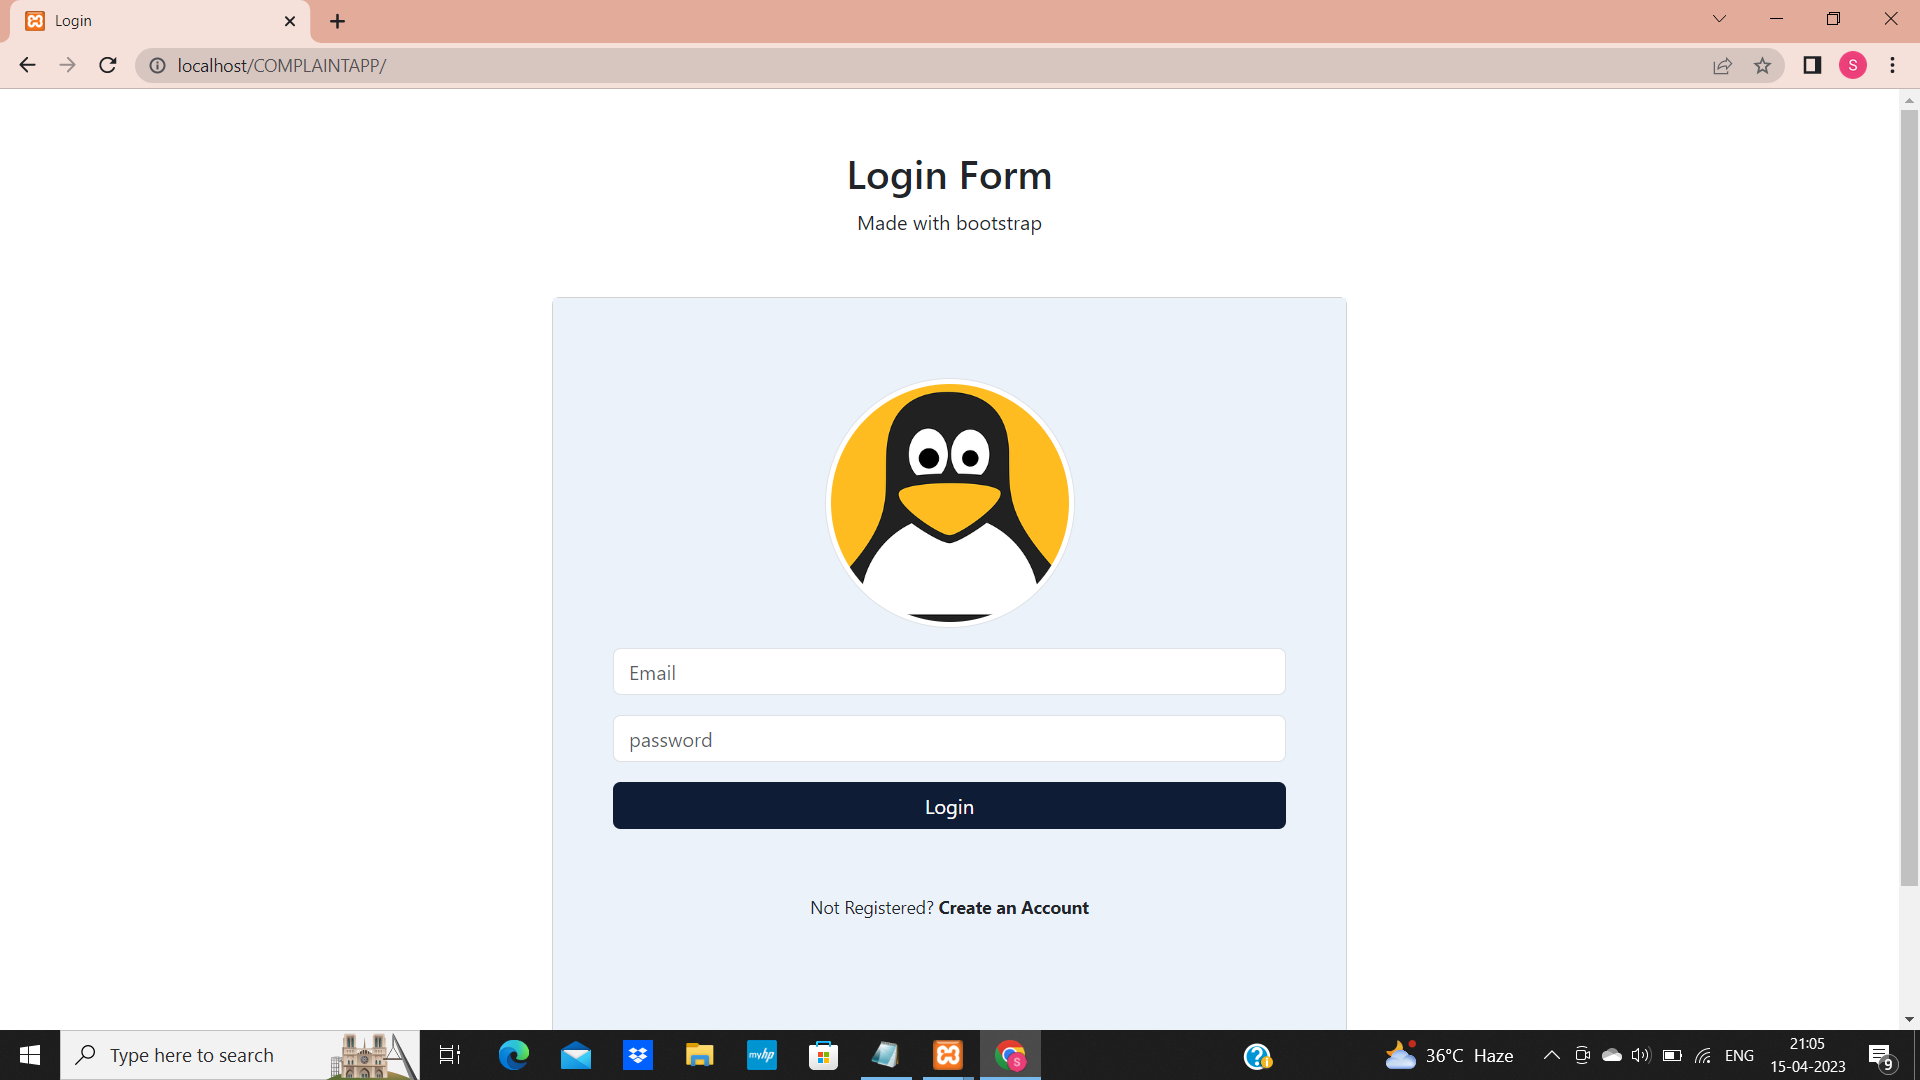 Login
localhost/COMPLAINTAPP/
S
Login Form
Made with bootstrap
Email
password
Login
Not Registered? Create an Account
Type here to search
myhp
S
36°C Haze
ENG
21:05
15-04-2023
9